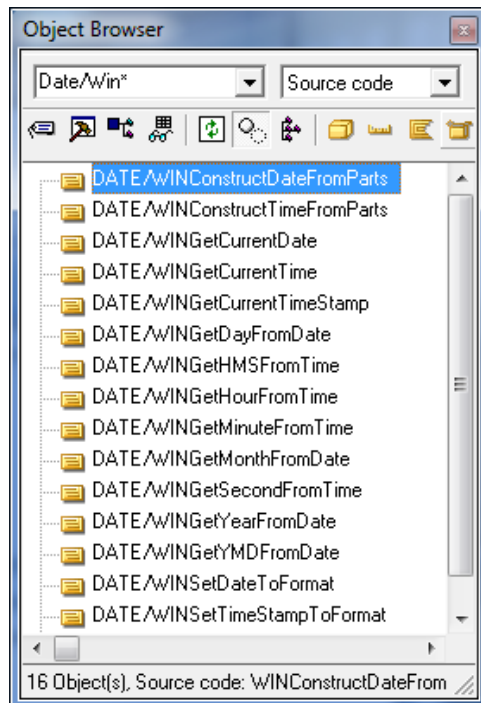 Object Browser
Date/Win* Source code
DATE/WINConstructDateFromParts
DATE/WINConstructTimeFromParts
DATE/WINGetCurrentDate
DATE/WINGetCurrentTime
DATE/WINGetCurrentTimeStamp
DATE/WINGetDayFromDate
DATE/WINGetHMSFromTime
DATE/WINGetHourFromTime
DATE/WINGetMinuteFromTime
DATE/WINGetMonthFromDate
DATE/WINGetSecondFromTime
DATE/WINGetYearFromDate
DATE/WINGetYMDFromDate
DATE/WINSetDateToFormat
DATE/WINSetTimeStampToFormat
16 Object(s), Source code: WINConstructDateFrom